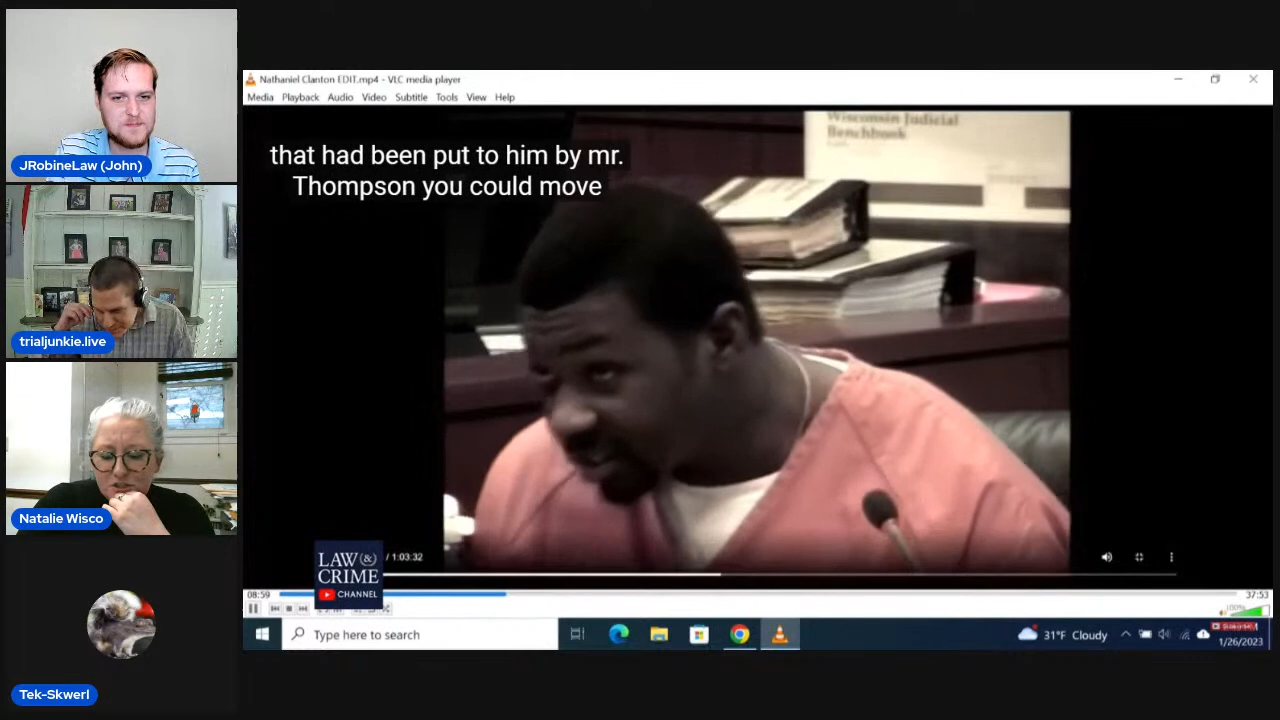 JRobineLaw (John)
trialjunkie.live
Natalie Wisco
Tek-Skwerl
Nathaniel Clanton EDIT.mp4 - VLC media player
Media Playback Audio Video Subtitle Tools View Help
that had been put to him by mr.
Thompson you could move
Wisconsin Judicial
Benchbook
LAW (&)
CRIME
CHANNEL
/ 1:03:32
08:59
37:53
100%
Type here to search
31°F Cloudy
1/26/2023